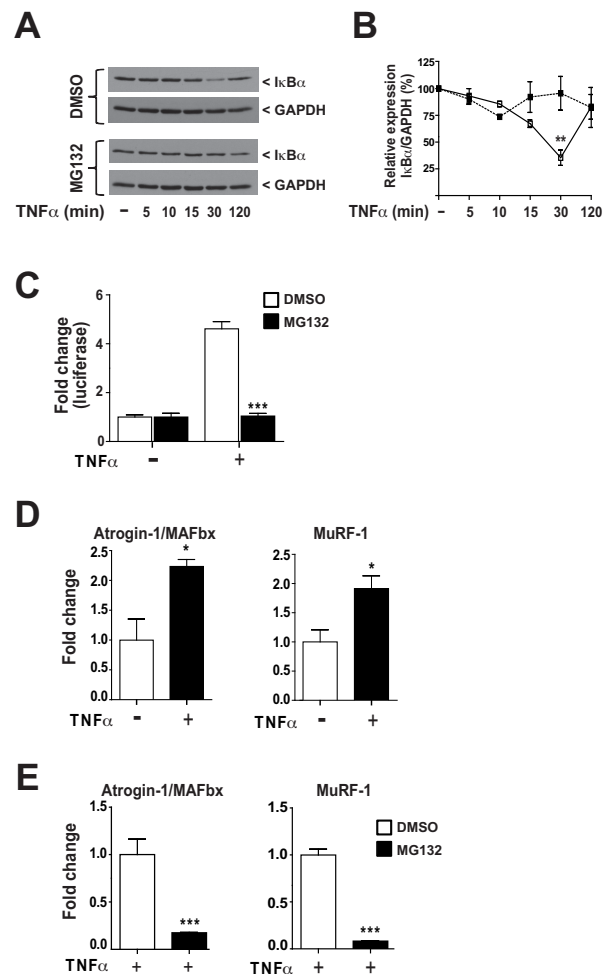 A
DMSO
< IκBα
< GAPDH
MG132
< IκBα
< GAPDH
TNFα (min) – 5 10 15 30 120
B
Relative expression
IκBα/GAPDH (%)
125
100
75
50
25
**
TNFα (min) – 5 10 15 30 120
C
Fold change
(luciferase)
6
4
2
0
DMSO
MG132
***
TNFα - +
D
Atrogin-1/MAFbx
Fold change
2.5
2.0
1.5
1.0
0.5
0.0
*
TNFα - +
MuRF-1
2.5
2.0
1.5
1.0
0.5
0.0
*
TNFα - +
E
Atrogin-1/MAFbx
Fold change
1.5
1.0
0.5
0.0
***
TNFα + +
MuRF-1
1.5
1.0
0.5
0.0
***
DMSO
MG132
TNFα + +